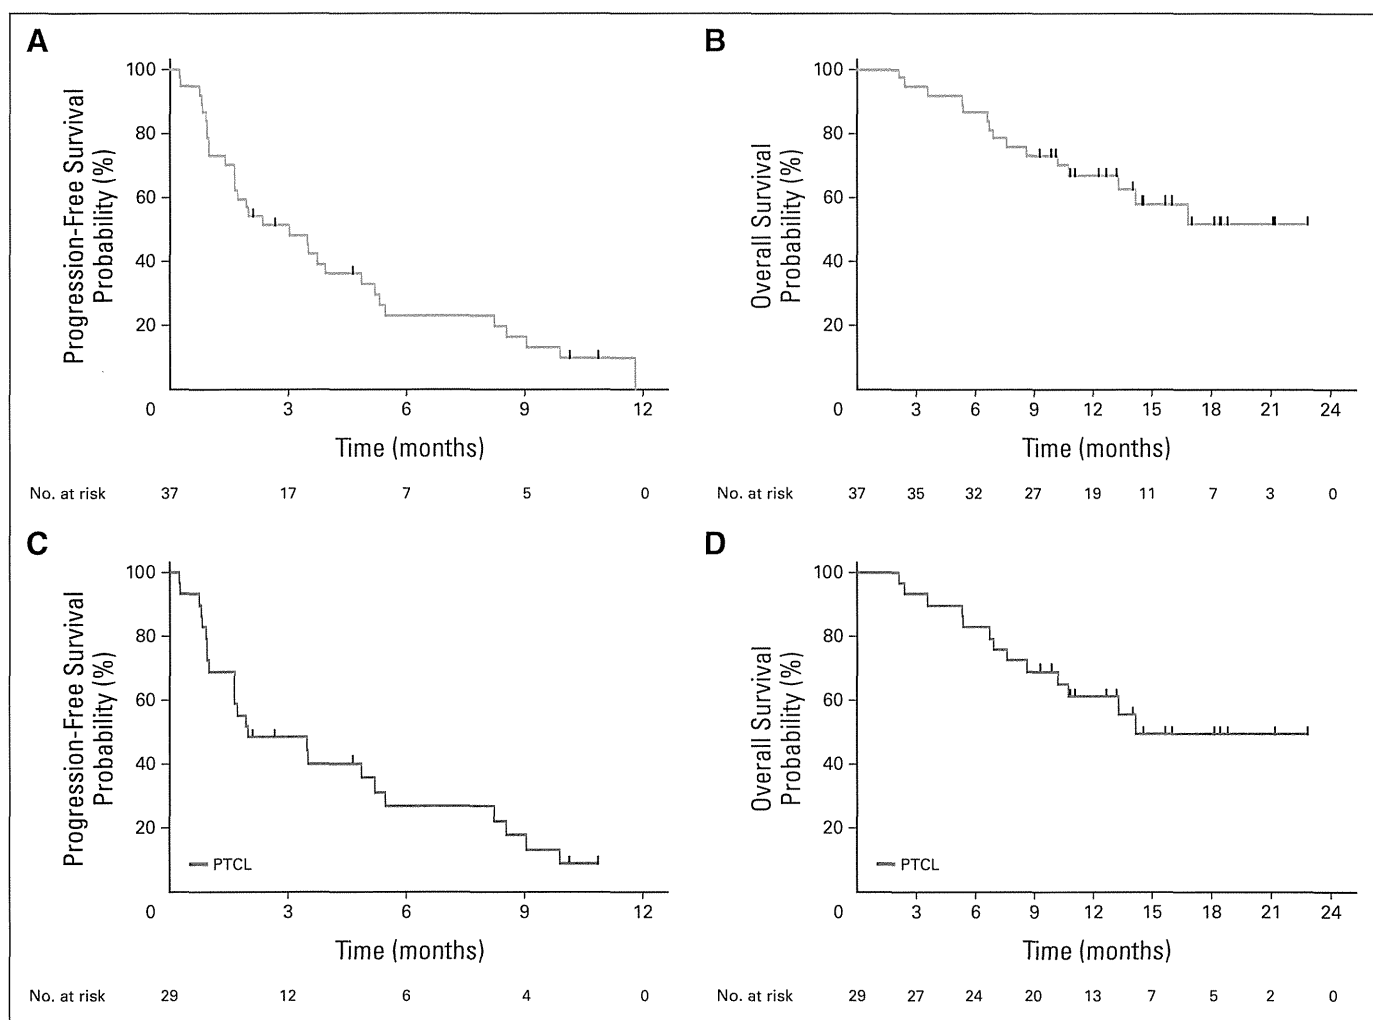 A
Progression-Free Survival
Probability (%)
100
80
60
40
20
0 3 6 9 12
Time (months)
No. at risk 37 17 7 5 0
B
Overall Survival
Probability (%)
100
80
60
40
20
0 3 6 9 12 15 18 21 24
Time (months)
No. at risk 37 35 32 27 19 11 7 3 0
C
Progression-Free Survival
Probability (%)
100
80
60
40
20
PTCL
0 3 6 9 12
Time (months)
No. at risk 29 12 6 4 0
D
Overall Survival
Probability (%)
100
80
60
40
20
PTCL
0 3 6 9 12 15 18 21 24
Time (months)
No. at risk 29 27 24 20 13 7 5 2 0